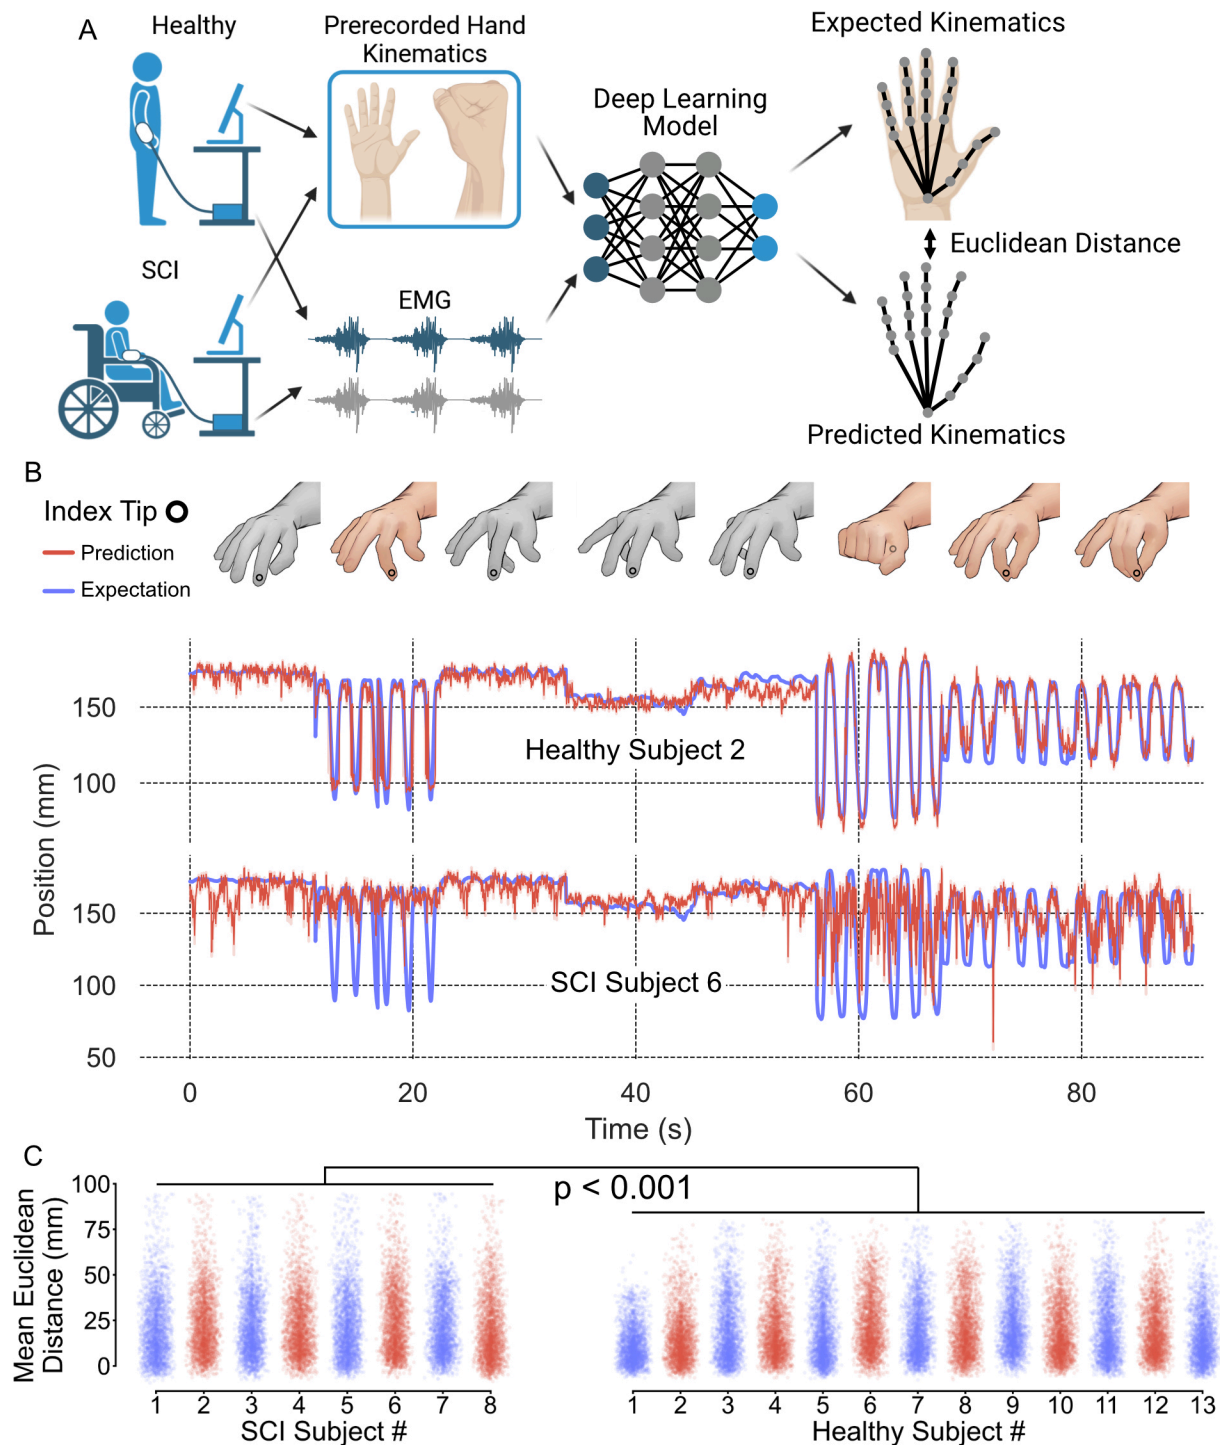 A
Healthy
Prerecorded Hand
Kinematics
Expected Kinematics
Deep Learning
Model
SCI
EMG
Euclidean Distance
Predicted Kinematics
B
Index Tip
Prediction
Expectation
Position (mm)
150
100
Healthy Subject 2
150
100
50
SCI Subject 6
0 20 40 60 80
Time (s)
C
p < 0.001
Mean Euclidean
Distance (mm)
100
75
50
25
0
1 2 3 4 5 6 7 8
SCI Subject #
1 2 3 4 5 6 7 8 9 10 11 12 13
Healthy Subject #